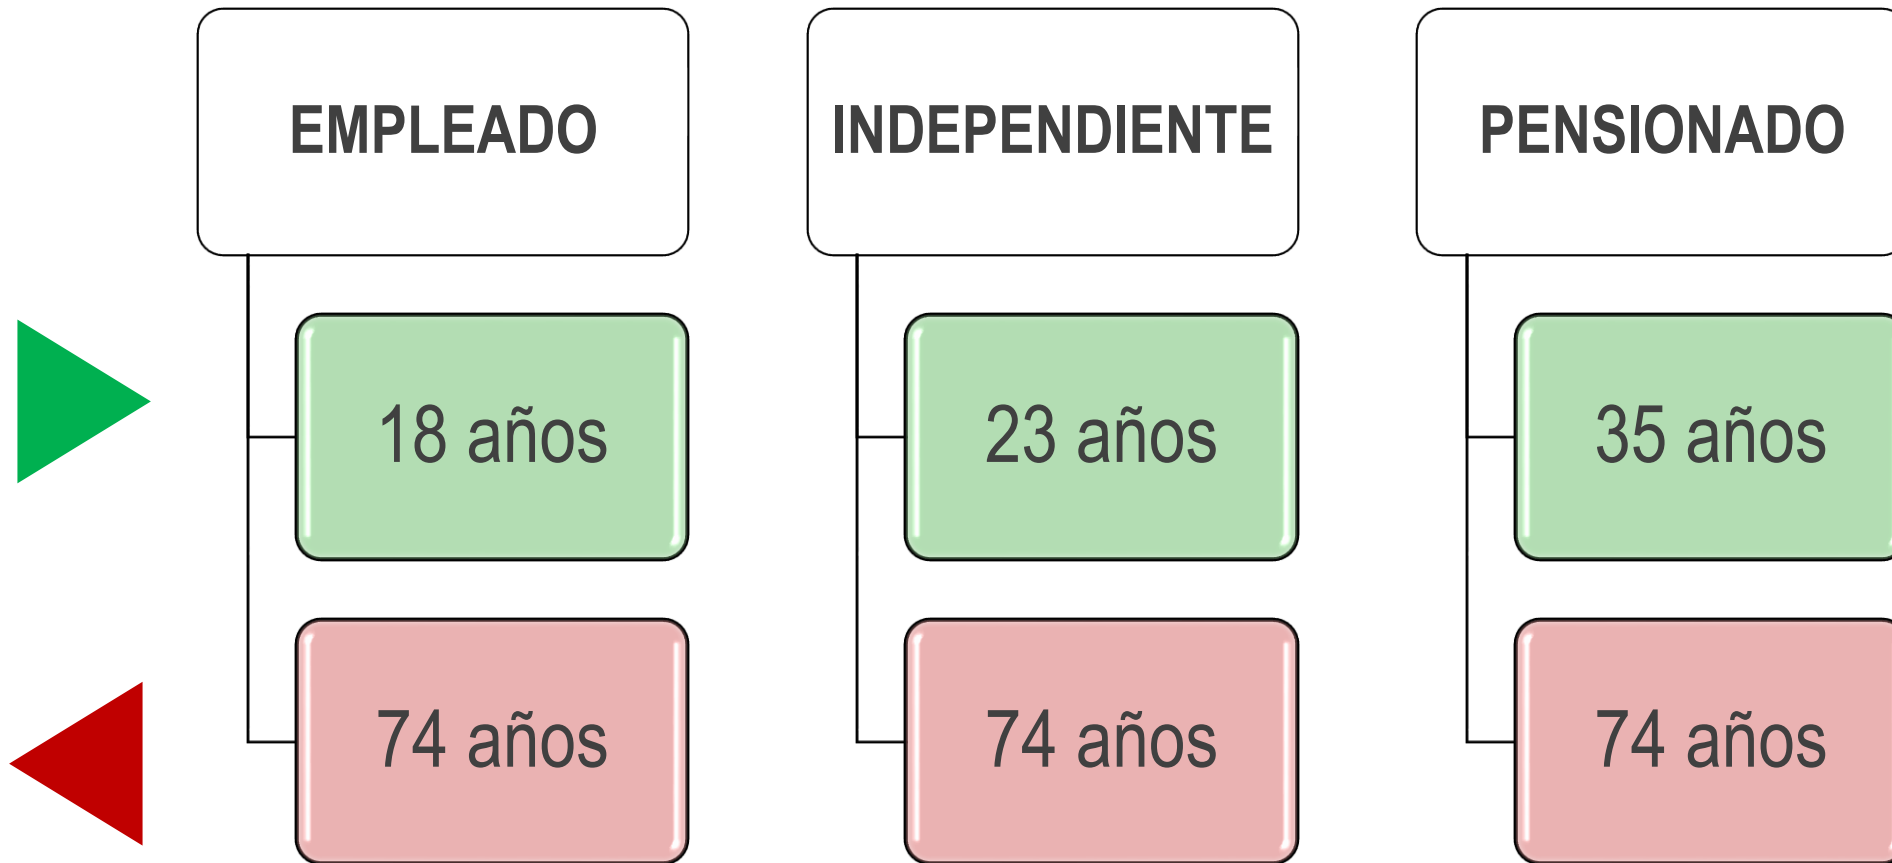 EMPLEADO
INDEPENDIENTE
PENSIONADO
18 años
23 años
35 años
74 años
74 años
74 años